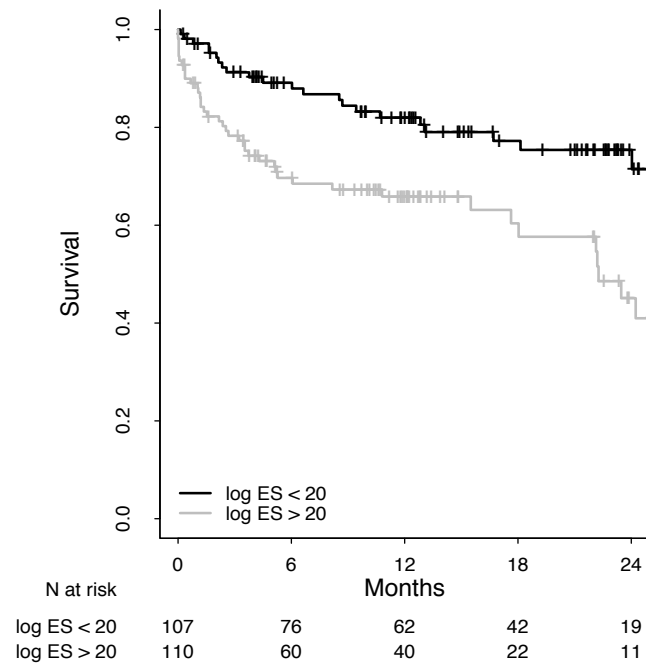 1.0
0.8
0.6
0.4
0.2
0.0
Survival
log ES < 20
log ES > 20
0 6 12 18 24
N at risk Months
log ES < 20 107 76 62 42 19
log ES > 20 110 60 40 22 11